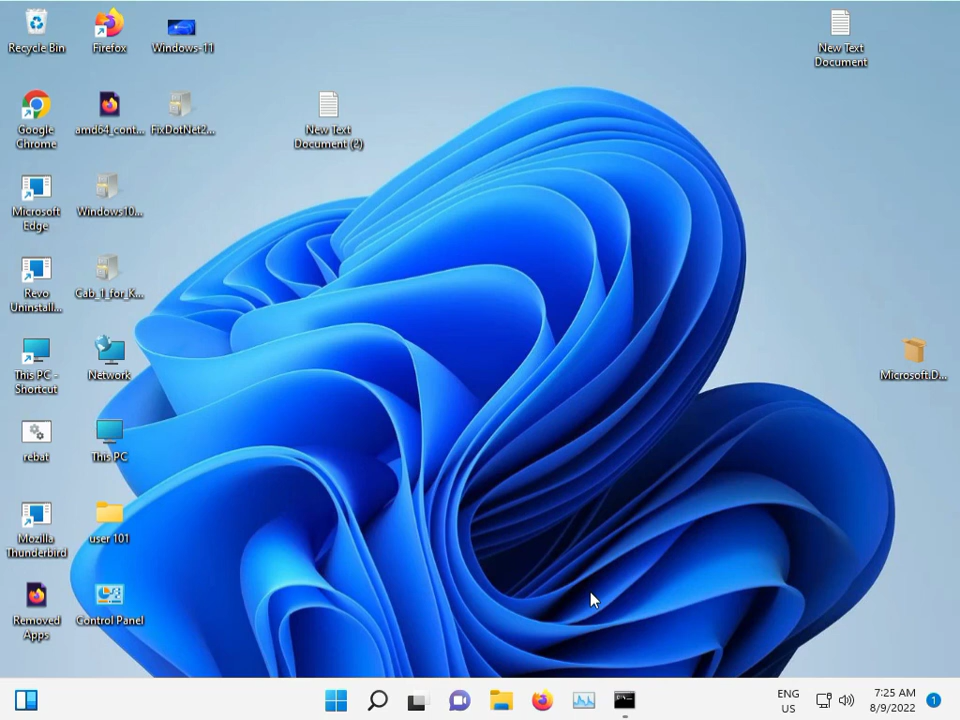 Recycle Bin
Firefox
Windows-11
New Text
Document
Google
Chrome
amd64_cont...
FixDotNet2...
New Text
Document (2)
Microsoft
Edge
Windows10...
Revo
Uninstall...
Cab_1_for_K...
This PC -
Shortcut
Network
Microsoft.D...
rebat
This PC
Mozilla
Thunderbird
user 101
Removed
Apps
Control Panel
ENG
US
7:25 AM
8/9/2022
1